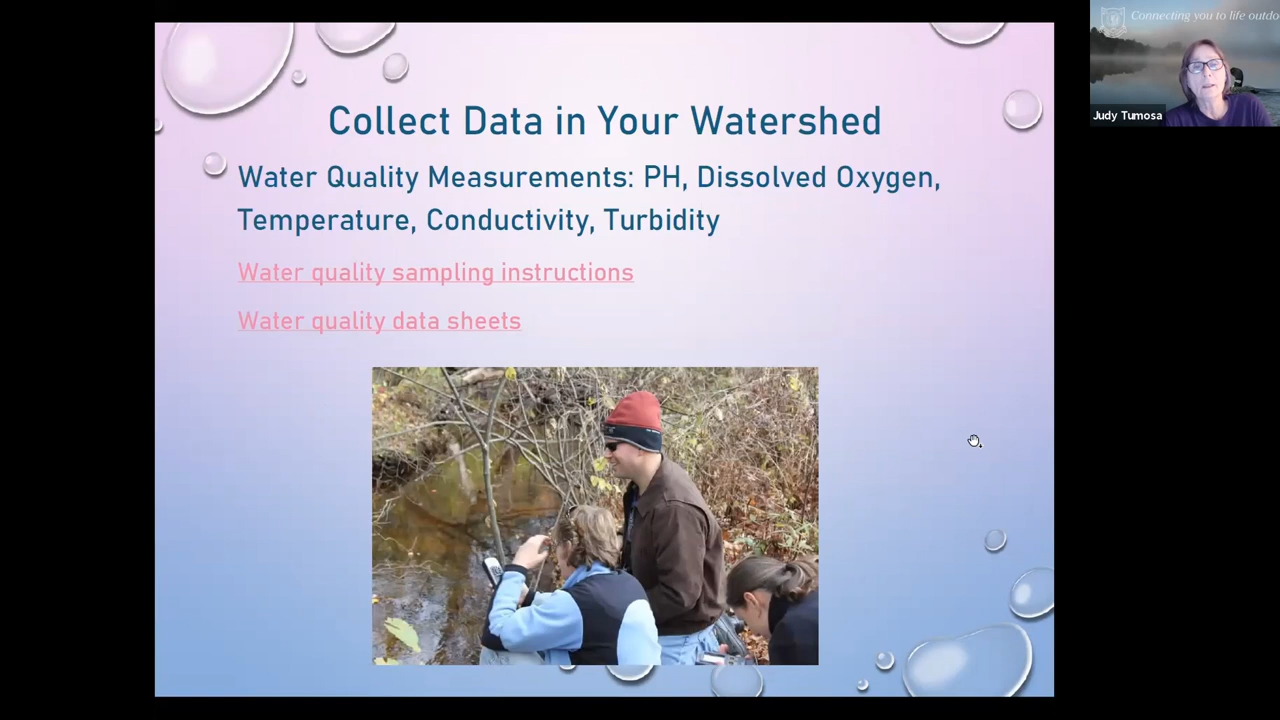 Connecting you to life outdo
Judy Tumosa
Collect Data in Your Watershed
Water Quality Measurements: PH, Dissolved Oxygen,
Temperature, Conductivity, Turbidity
Water quality sampling instructions
Water quality data sheets